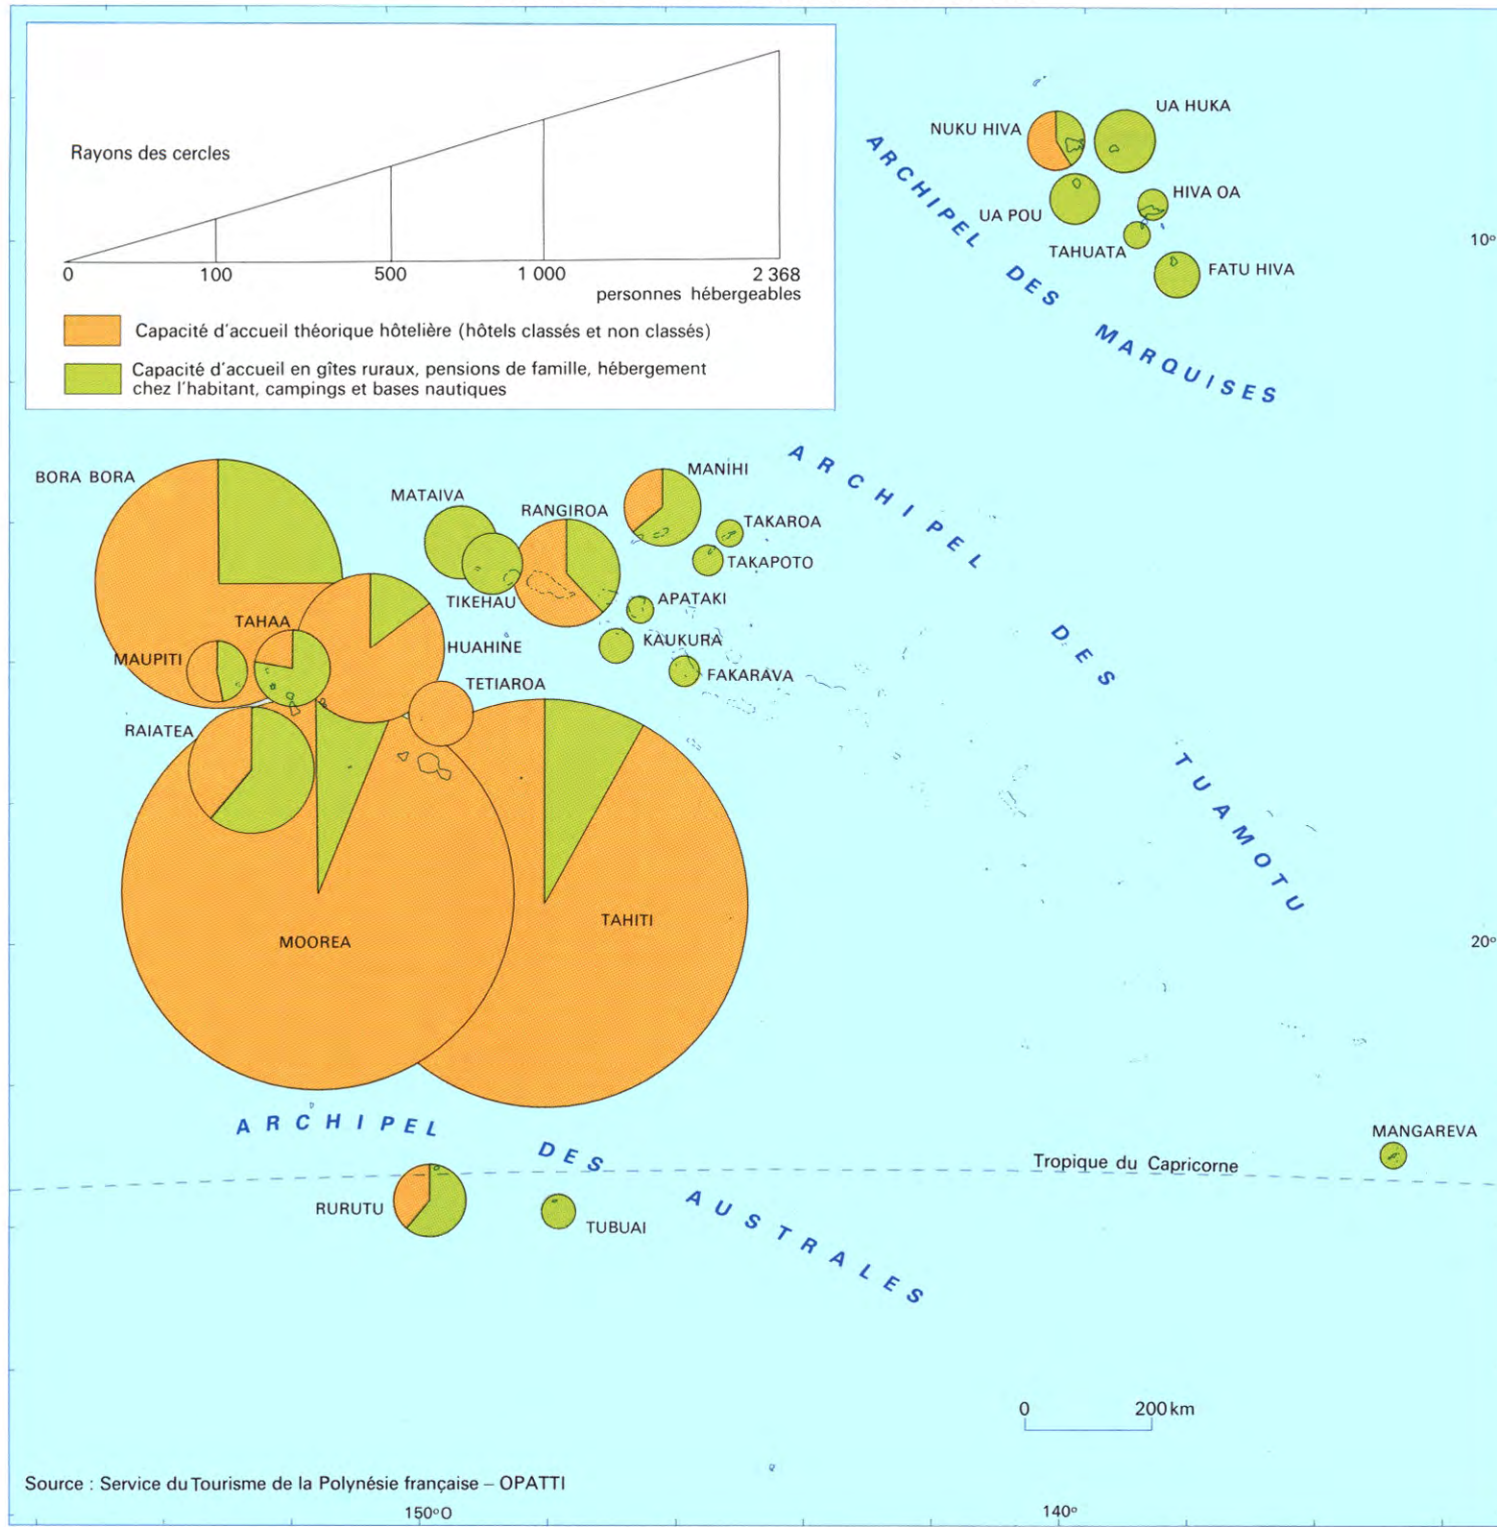 Rayons des cercles
0 100 500 1 000 2 368
personnes hébergeables
Capacité d'accueil théorique hôtelière (hôtels classés et non classés)
Capacité d'accueil en gîtes ruraux, pensions de famille, hébergement
chez l'habitant, campings et bases nautiques
UA HUKA
NUKU HIVA
HIVA OA
UA POU
TAHUATA
FATU HIVA
10°
ARCHIPEL DES MARQUISES
BORA BORA
MANIHI
MATAIVA
RANGIROA
TAKAROA
TAKAPOTO
TIKEHAU
APATAKI
KAUKURA
FAKARAVA
TAHAA
HUAHINE
MAUPITI
TETIAROA
RAIATEA
ARCHIPEL DES TUAMOTU
TAHITI
MOOREA
20°
ARCHIPEL DES AUSTRALES
MANGAREVA
Tropique du Capricorne
RURUTU
TUBUAI
0 200 km
Source : Service du Tourisme de la Polynésie française – OPATTI
150°O 140°